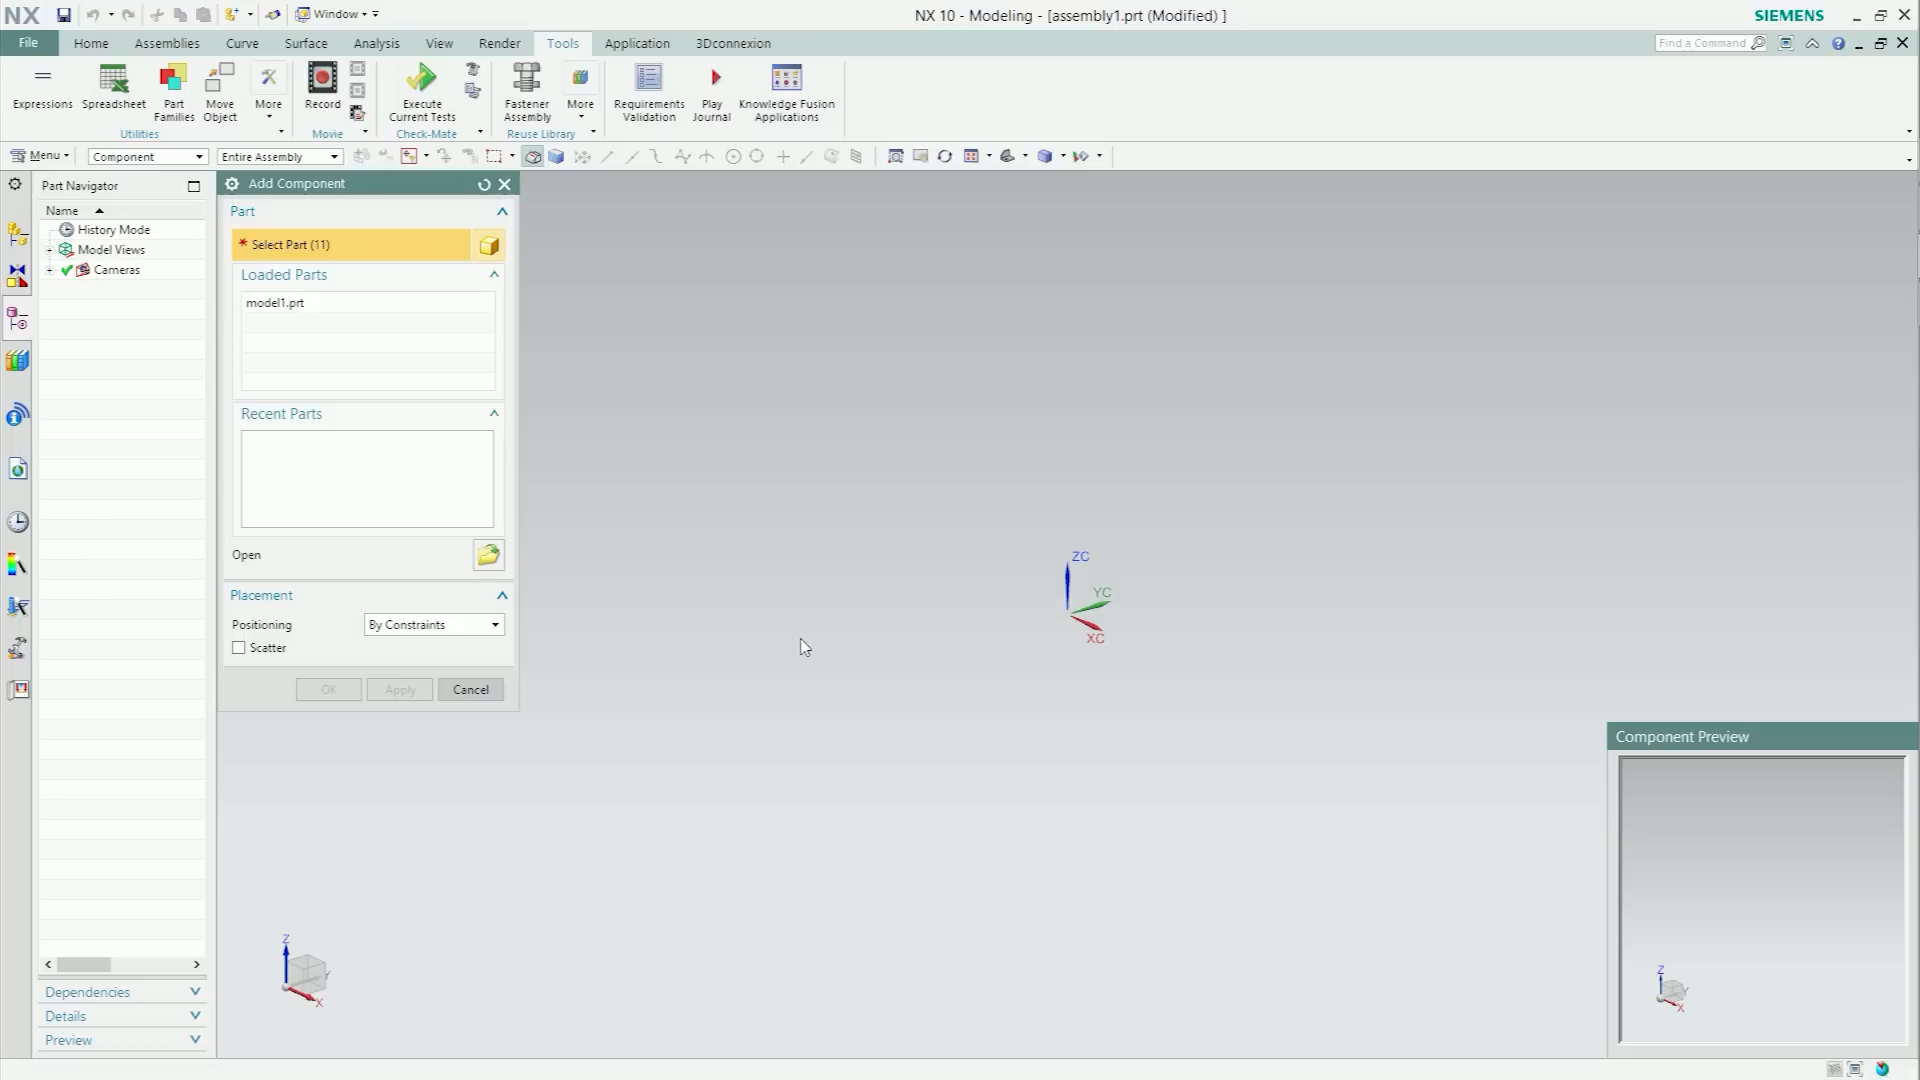 NX
Window
NX 10 - Modeling - [assembly1.prt (Modified) ]
SIEMENS
File
Home
Assemblies
Curve
Surface
Analysis
View
Render
Tools
Application
3Dconnexion
Find a Command
Expressions
Spreadsheet
Part
Families
Move
Object
More
Record
Execute
Current Tests
Fastener
Assembly
More
Requirements
Validation
Play
Journal
Knowledge Fusion
Applications
Utilities
Movie
Check-Mate
Reuse Library
Menu
Component
Entire Assembly
Part Navigator
Name
History Mode
Model Views
Cameras
Dependencies
Details
Preview
Add Component
Part
* Select Part (11)
Loaded Parts
model1.prt
Recent Parts
Open
Placement
Positioning
By Constraints
Scatter
OK
Apply
Cancel
ZC
YC
XC
Z
Y
X
Component Preview
Z
Y
X